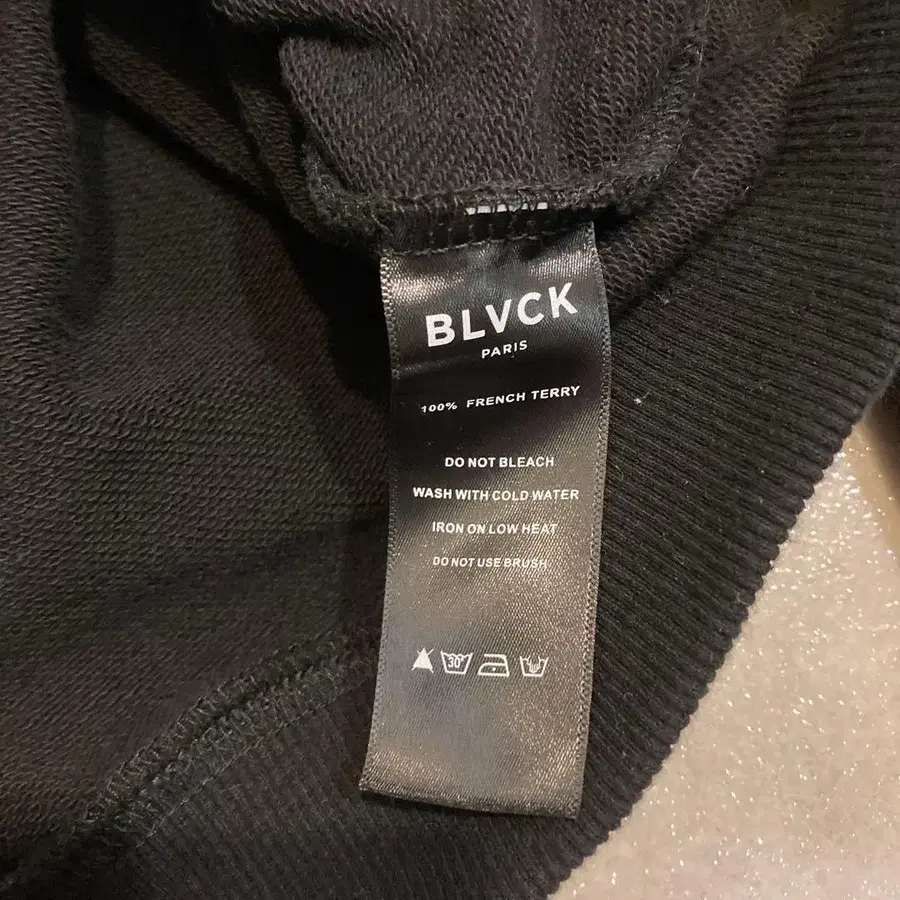 BLVCK
PARIS
100% FRENCH TERRY
DO NOT BLEACH
WASH WITH COLD WATER
IRON ON LOW HEAT
DO NOT USE BRUSH
30°